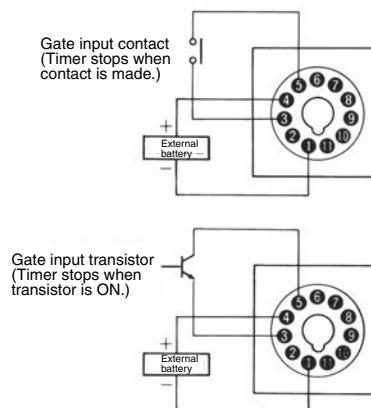 Gate input contact
(Timer stops when
contact is made.)
5 6 7
4 8
3 9
2 10
1 11
+
External
battery
−
Gate input transistor
(Timer stops when
transistor is ON.)
5 6 7
4 8
3 9
2 10
1 11
+
External
battery
−